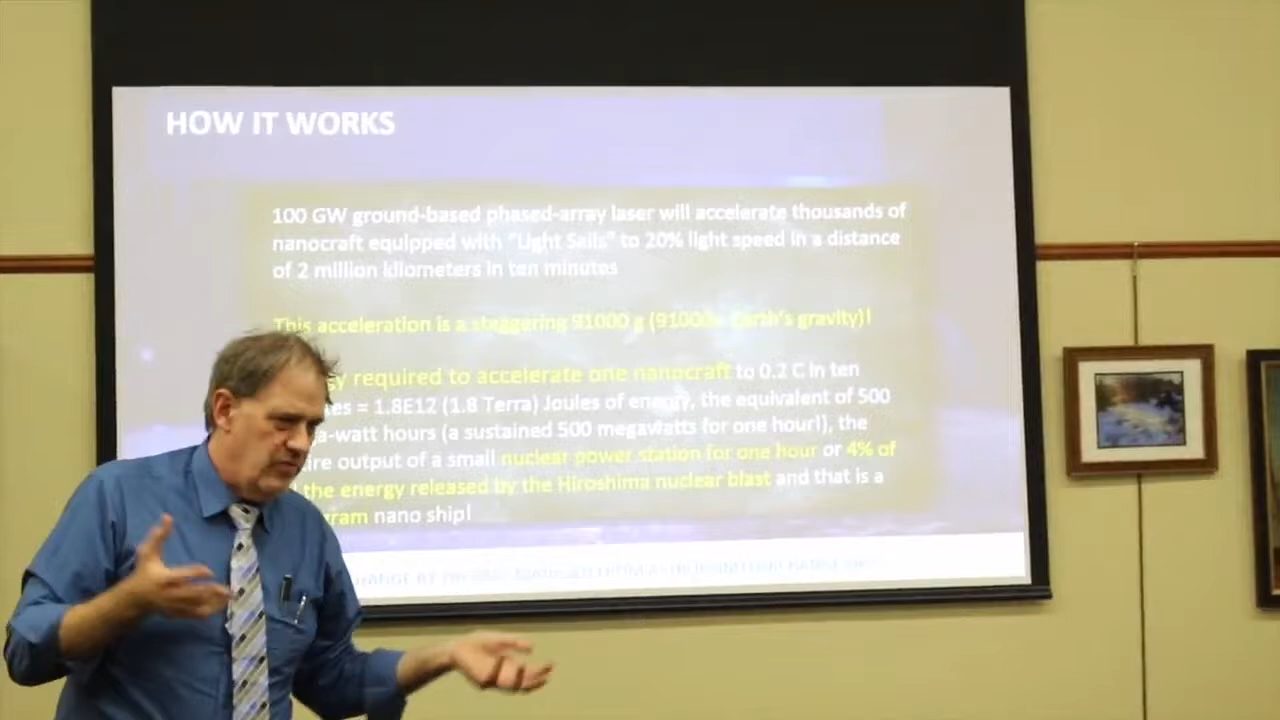 HOW IT WORKS
100 GW ground-based phased-array laser will accelerate thousands of
nanocraft equipped with "Light Sails" to 20% light speed in a distance
of 2 million kilometers in ten minutes
This acceleration is a staggering 91000 g (91000x Earth's gravity)!
gy required to accelerate one nanocraft to 0.2 C in ten
tes = 1.8E12 (1.8 Terra) Joules of energy, the equivalent of 500
ga-watt hours (a sustained 500 megawatts for one hour!), the
ire output of a small nuclear power station for one hour or 4% of
the energy released by the Hiroshima nuclear blast and that is a
gram nano ship!